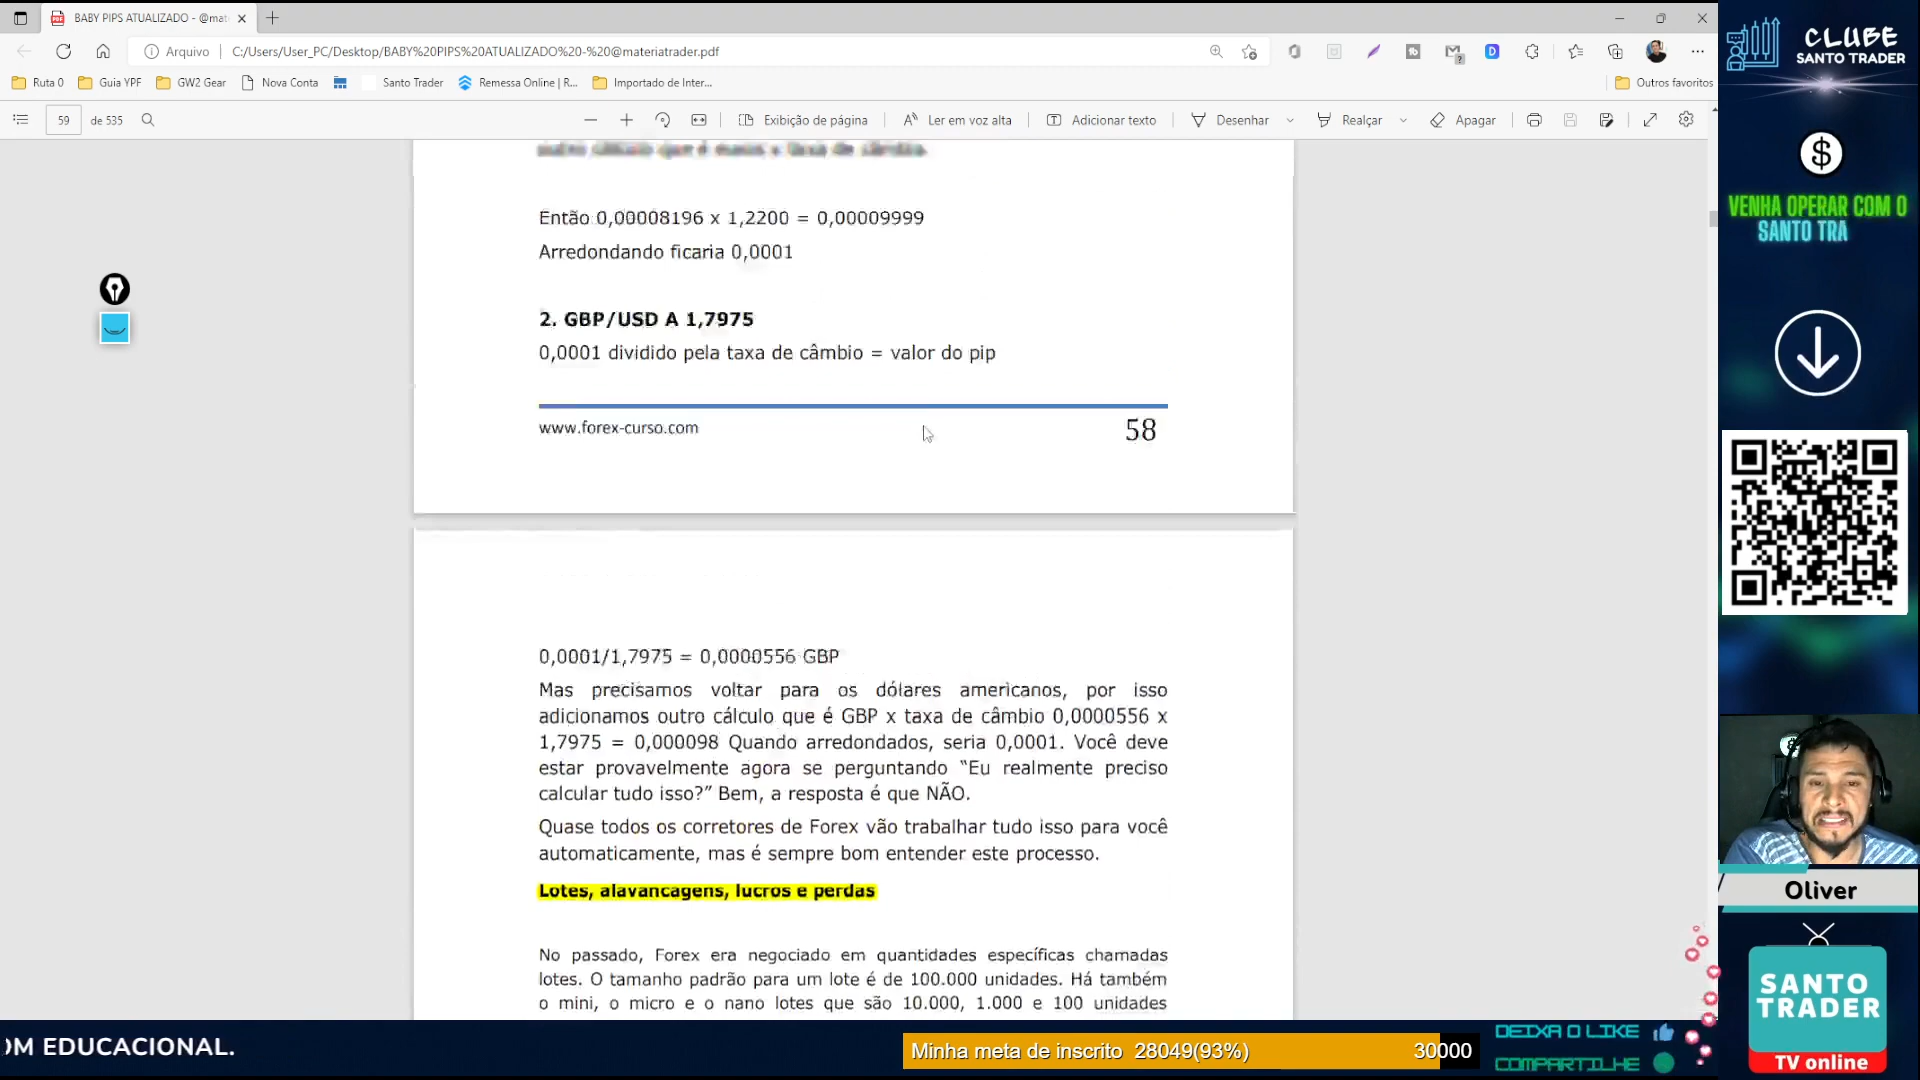 BABY PIPS ATUALIZADO - @mat
Arquivo
C:/Users/User_PC/Desktop/BABY%20PIPS%20ATUALIZADO%20-%20@materiatrader.pdf
Ruta 0
Guia YPF
GW2 Gear
Nova Conta
Santo Trader
Remessa Online | R...
Importado de Inter...
Outros favoritos
59
de 535
Exibição de página
Ler em voz alta
Adicionar texto
Desenhar
Realçar
Apagar
outro cálculo que é euros x taxa de câmbio.
Então 0,00008196 x 1,2200 = 0,00009999
Arredondando ficaria 0,0001
2. GBP/USD A 1,7975
0,0001 dividido pela taxa de câmbio = valor do pip
www.forex-curso.com
58
0,0001/1,7975 = 0,0000556 GBP
Mas precisamos voltar para os dólares americanos, por isso
adicionamos outro cálculo que é GBP x taxa de câmbio 0,0000556 x
1,7975 = 0,000098 Quando arredondados, seria 0,0001. Você deve
estar provavelmente agora se perguntando "Eu realmente preciso
calcular tudo isso?" Bem, a resposta é que NÃO.
Quase todos os corretores de Forex vão trabalhar tudo isso para você
automaticamente, mas é sempre bom entender este processo.
Lotes, alavancagens, lucros e perdas
No passado, Forex era negociado em quantidades específicas chamadas
lotes. O tamanho padrão para um lote é de 100.000 unidades. Há também
o mini, o micro e o nano lotes que são 10.000, 1.000 e 100 unidades
CLUBE
SANTO TRADER
VENHA OPERAR COM O
SANTO TRA
Oliver
SANTO
TRADER
TV online
OM EDUCACIONAL.
Minha meta de inscrito 28049(93%)
30000
DEIXA O LIKE
COMPARTILHE